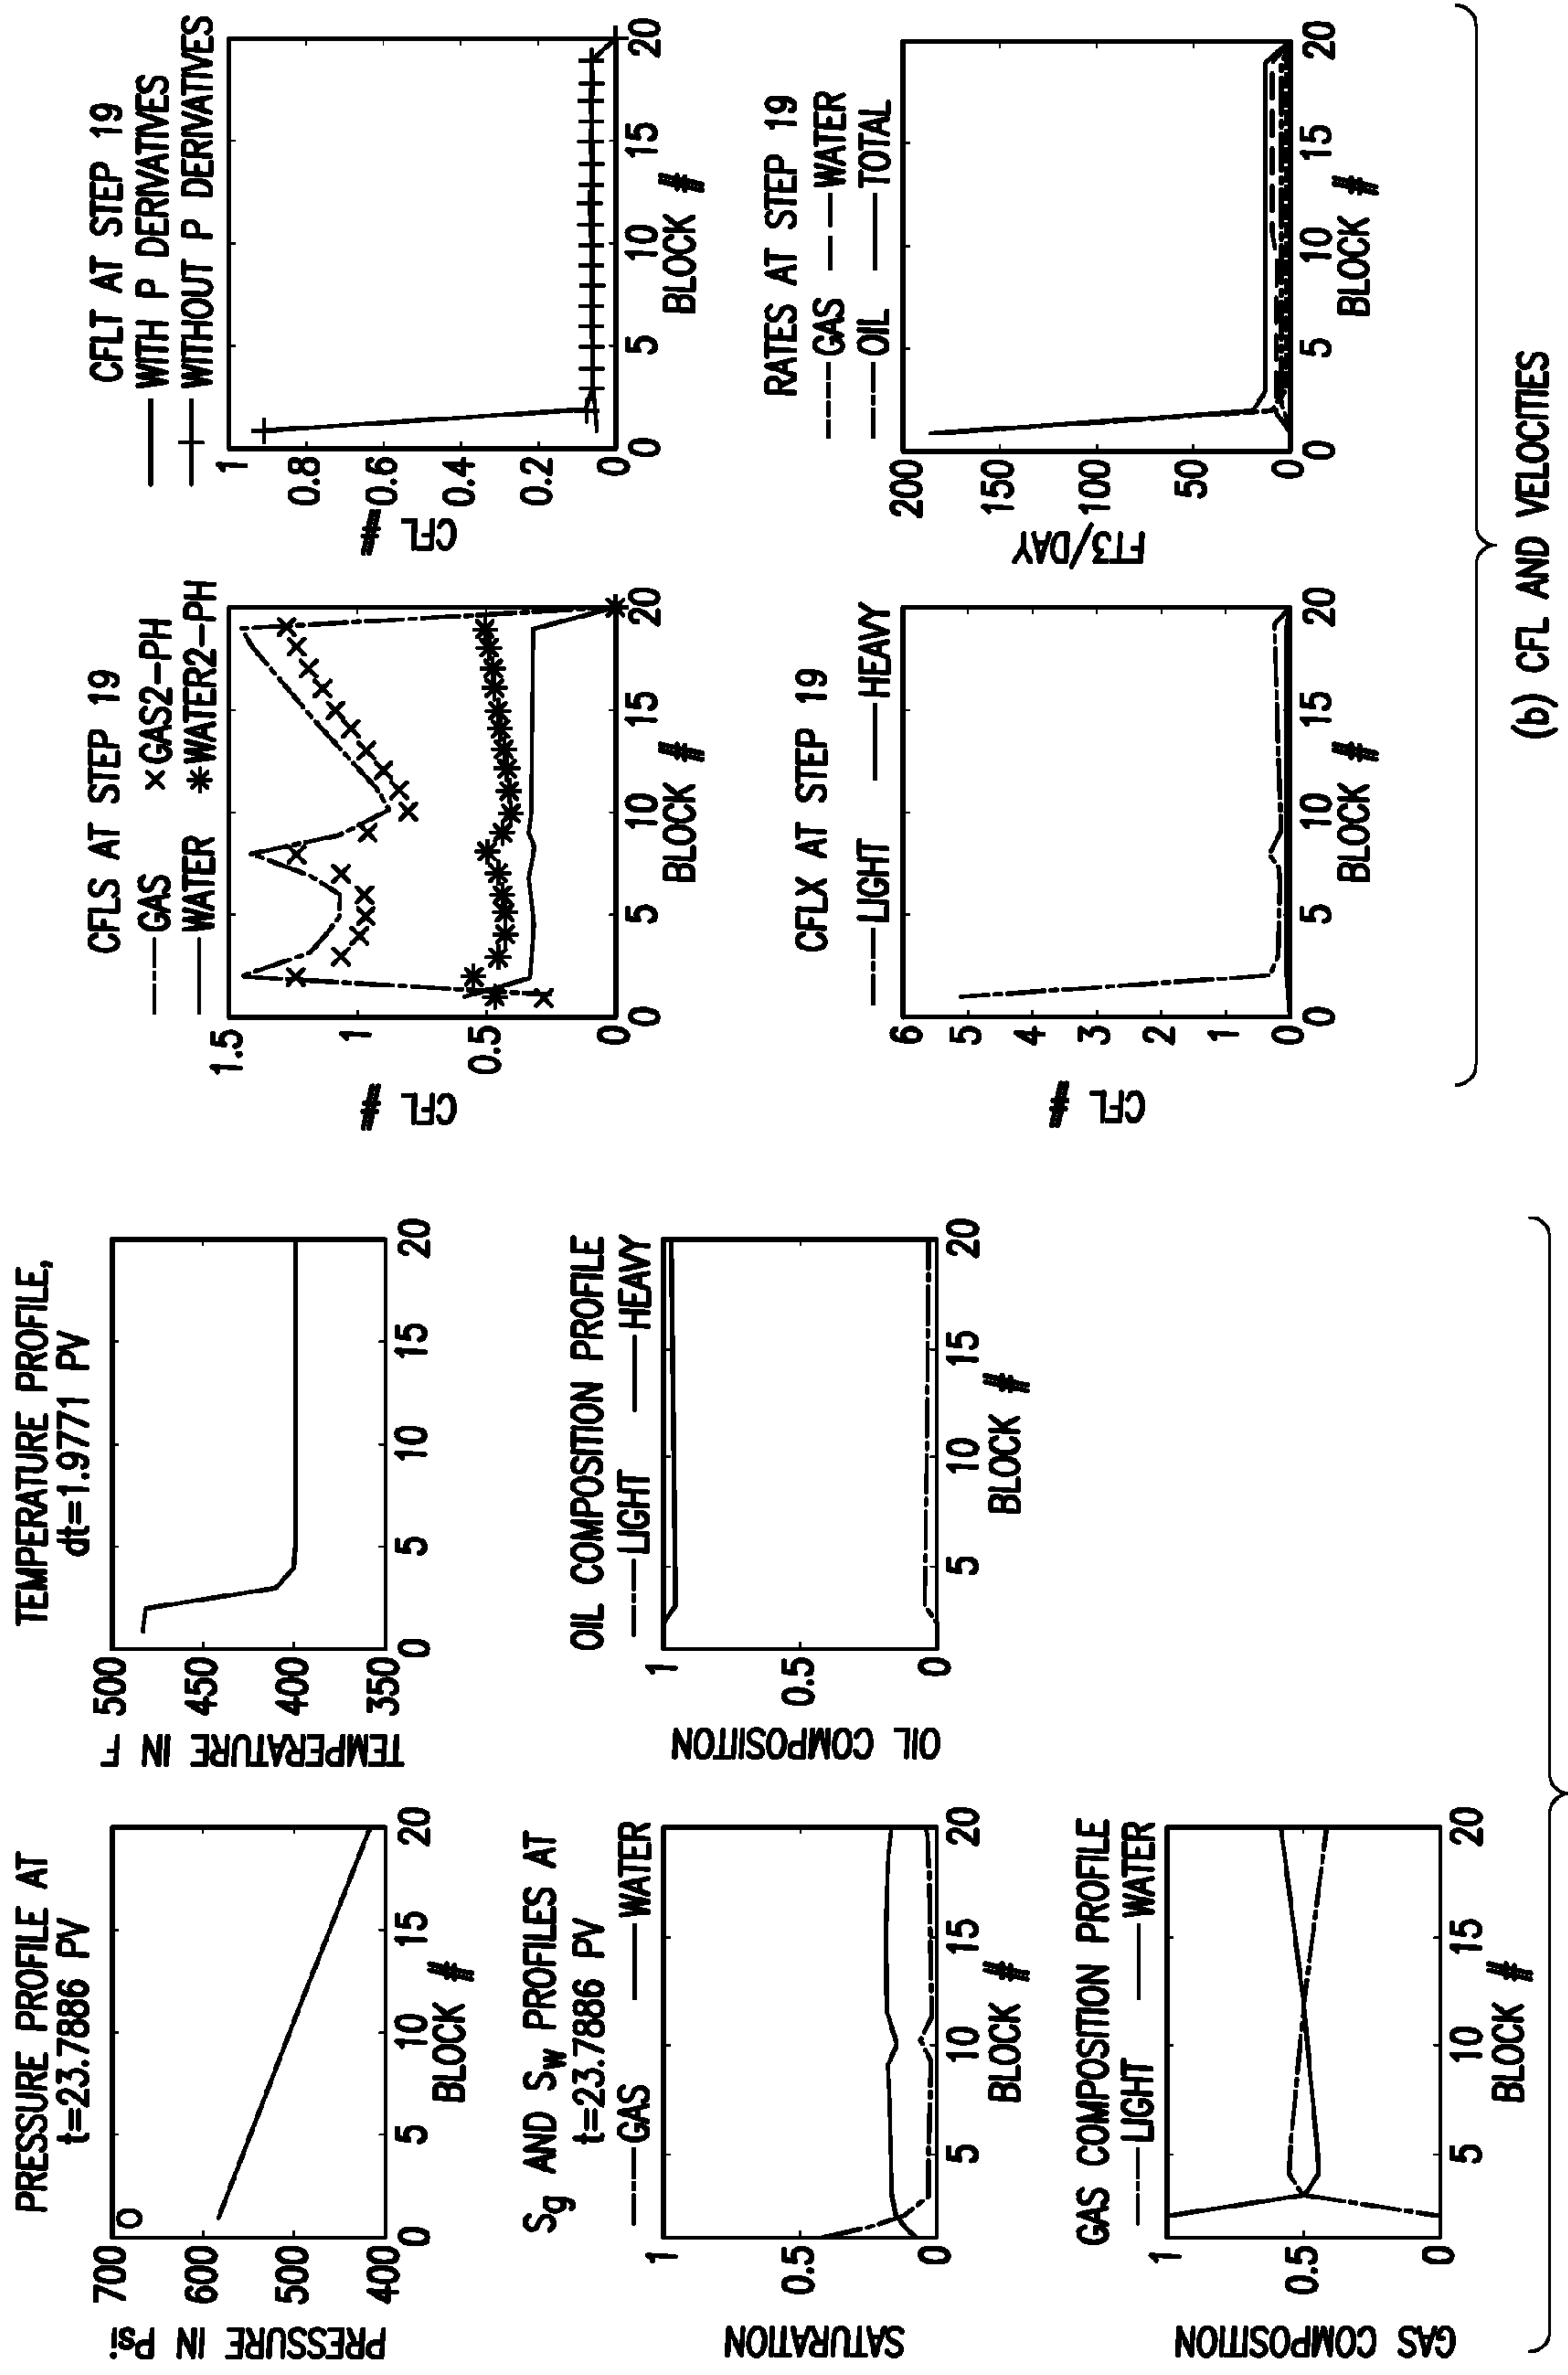 PRESSURE PROFILE AT
t=23.7886 PV
700
600
500
400
PRESSURE IN Psi
O
0
5
10
15
20
BLOCK #
TEMPERATURE PROFILE,
dt=1.9771 PV
500
450
400
350
TEMPERATURE IN F
0
5
10
15
20
Sg AND Sw PROFILES AT
t=23.7886 PV
GAS
WATER
1
0.5
0
SATURATION
5
10
15
20
BLOCK #
OIL COMPOSITION PROFILE
LIGHT
HEAVY
1
0.5
0
OIL COMPOSITION
5
10
15
20
BLOCK #
GAS COMPOSITION PROFILE
LIGHT
WATER
1
0.5
0
GAS COMPOSITION
5
10
15
20
BLOCK #
CFLS AT STEP 19
GAS
×GAS2-PH
WATER
*WATER2-PH
1.5
1
0.5
0
CFL #
0
5
10
15
20
BLOCK #
CFLT AT STEP 19
WITH P DERIVATIVES
WITHOUT P DERIVATIVES
1
0.8
0.6
0.4
0.2
0
CFL #
0
5
10
15
20
BLOCK #
CFLX AT STEP 19
LIGHT
HEAVY
6
5
4
3
2
1
0
CFL #
0
5
10
15
20
BLOCK #
RATES AT STEP 19
GAS
WATER
OIL
TOTAL
200
150
100
50
0
FT3/DAY
0
5
10
15
20
BLOCK #
(b) CFL AND VELOCITIES